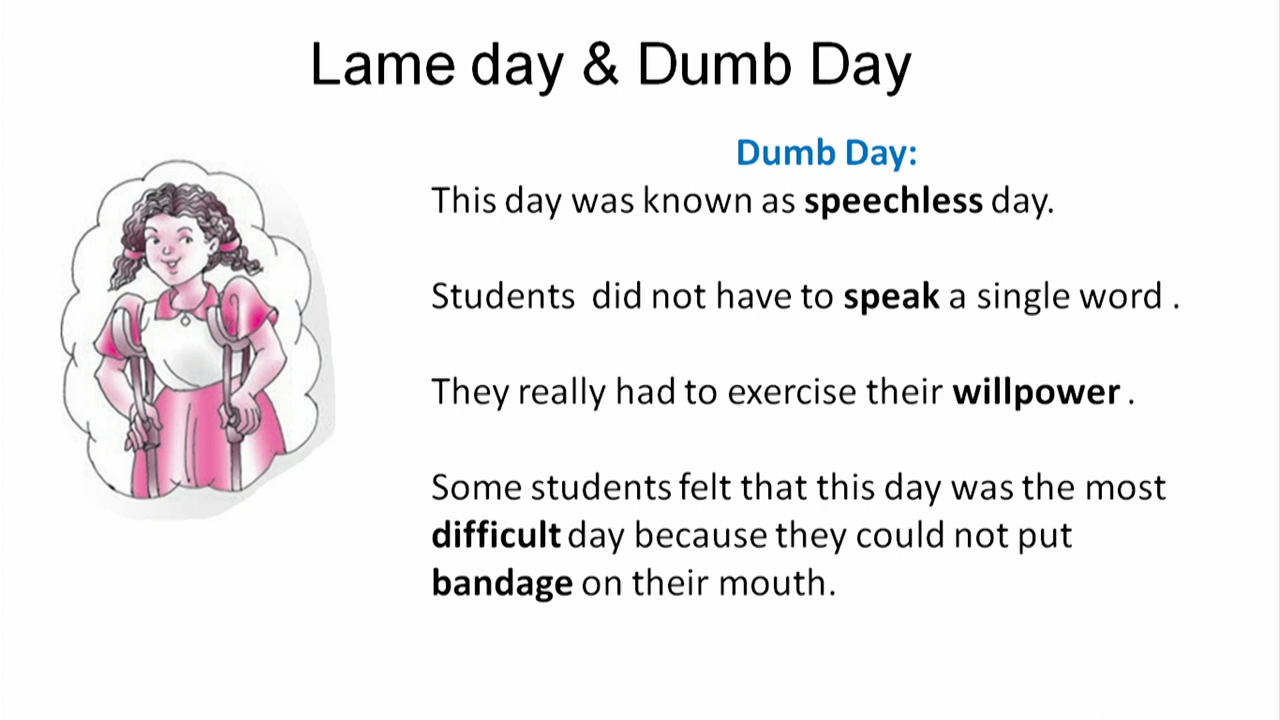 Lame day & Dumb Day
Dumb Day:
This day was known as speechless day.
Students did not have to speak a single word .
They really had to exercise their willpower .
Some students felt that this day was the most
difficult day because they could not put
bandage on their mouth.